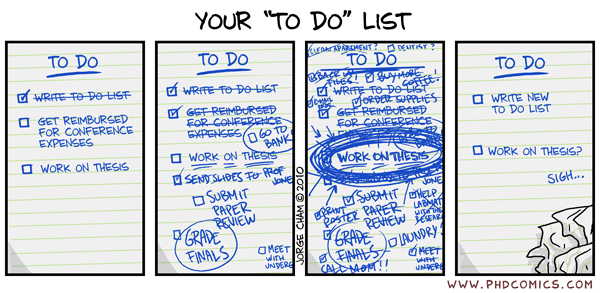 YOUR "TO DO" LIST
TO DO
WRITE TO DO LIST
GET REIMBURSED
FOR CONFERENCE
EXPENSES
WORK ON THESIS
TO DO
WRITE TO DO LIST
GET REIMBURSED
FOR CONFERENCE
EXPENSES
GO TO
BANK
WORK ON THESIS
SEND SLIDES TO PROF
JONES
SUBMIT
PAPER
REVIEW
GRADE
FINALS
MEET
WITH
UNDERG
JORGE CHAM © 2010
CLEAN APARTMENT?
DENTIST?
TO DO
BACK UP
FILES
BUY MORE
COFFEE!
WRITE TO DO LIST
ORDER SUPPLIES
GET REIMBURSED
FOR CONFERENCE
WORK ON THESIS
JONE
SUBMIT
PAPER
REVIEW
HELP
LABMAT
WITH THE
RESEAR
PRINT
POSTER
GRADE
FINALS
LAUNDRY
MEET
WITH
UNDERG
CALL MOM!!
TO DO
WRITE NEW
TO DO LIST
WORK ON THESIS?
SIGH...
WWW.PHDCOMICS.COM